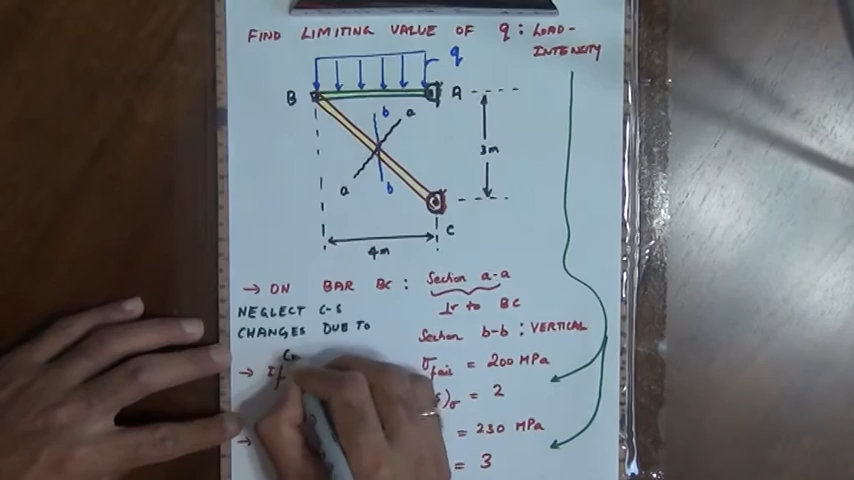 FIND LIMITING VALUE OF q : LOAD-
INTENSITY
q
B
A
b
a
3m
a
b
C
4m
→ ON BAR BC : Section a-a
⊥r to BC
NEGLECT C-S
CHANGES DUE TO
Section b-b : VERTICAL
σfail = 200 MPa
)σ = 2
= 230 MPa
= 3